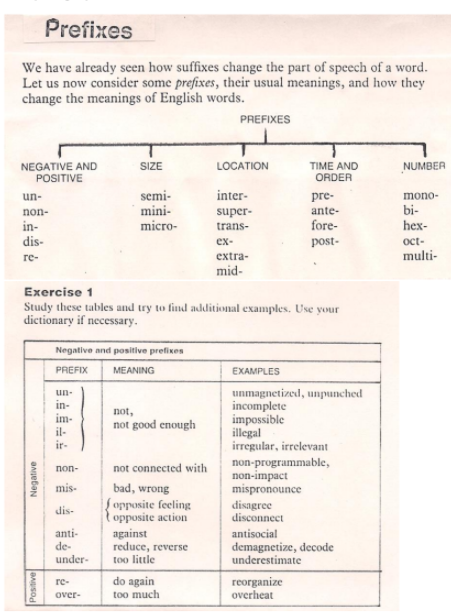 Prefixes
We have already seen how suffixes change the part of speech of a word.
Let us now consider some prefixes, their usual meanings, and how they
change the meanings of English words.
PREFIXES
NEGATIVE AND POSITIVE SIZE LOCATION TIME AND ORDER NUMBER
un- semi- inter- pre- mono-
non- mini- super- ante- bi-
in- micro- trans- fore- hex-
dis- ex- post- oct-
re- extra- multi-
mid-
Exercise 1
Study these tables and try to find additional examples. Use your
dictionary if necessary.
Negative and positive prefixes
PREFIX MEANING EXAMPLES
Negative
un- unmagnetized, unpunched
in- not, incomplete
im- not good enough impossible
il- illegal
ir- irregular, irrelevant
non- not connected with non-programmable,
non-impact
mis- bad, wrong mispronounce
dis- { opposite feeling disagree
opposite action disconnect
anti- against antisocial
de- reduce, reverse demagnetize, decode
under- too little underestimate
Positive
re- do again reorganize
over- too much overheat